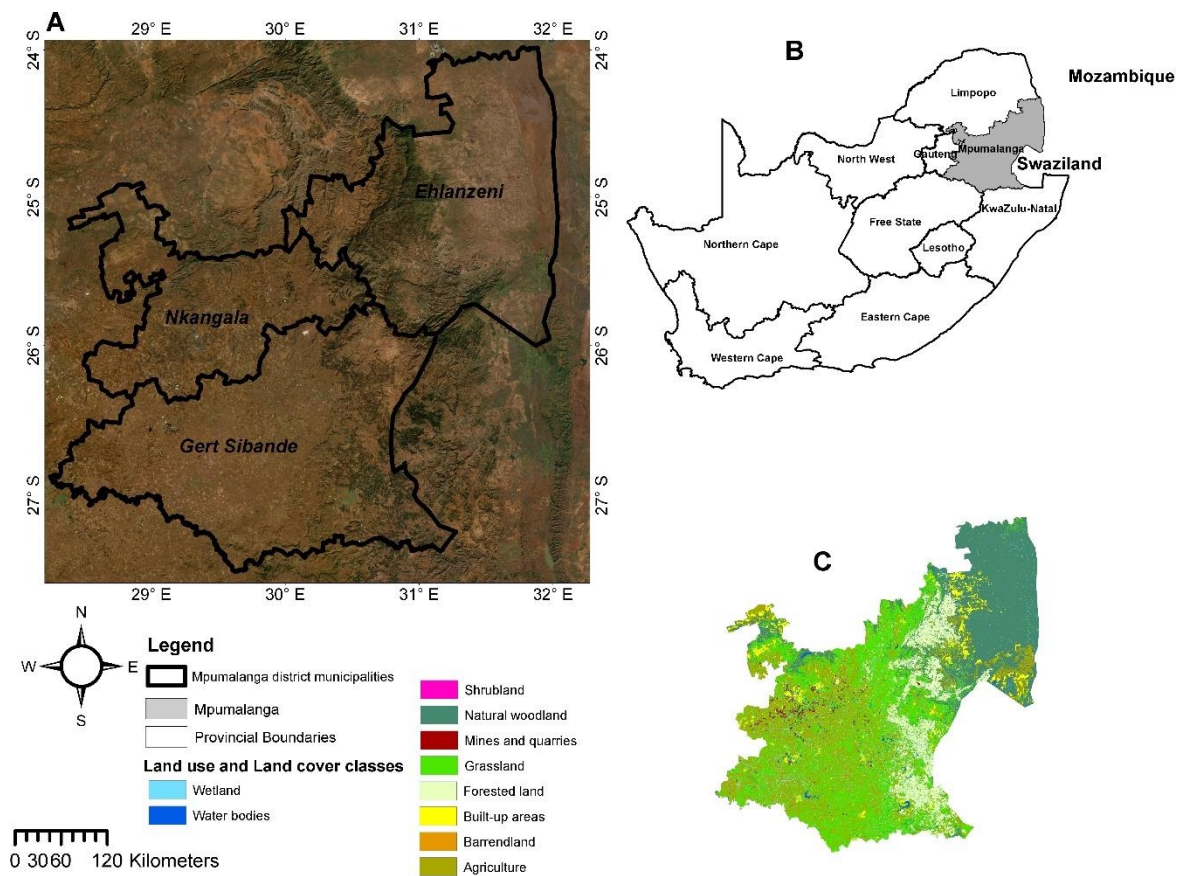 A
29° E 30° E 31° E 32° E
24° S
25° S
26° S
27° S
24° S
25° S
26° S
27° S
Ehlanzeni
Nkangala
Gert Sibande
29° E 30° E 31° E 32° E
B
Mozambique
Limpopo
North West
Gauteng
Mpumalanga
Swaziland
Free State
KwaZulu-Natal
Northern Cape
Lesotho
Eastern Cape
Western Cape
C
N
W E
S
Legend
Mpumalanga district municipalities
Mpumalanga
Provincial Boundaries
Land use and Land cover classes
Wetland
Water bodies
Shrubland
Natural woodland
Mines and quarries
Grassland
Forested land
Built-up areas
Barrendland
Agriculture
0 3060 120 Kilometers